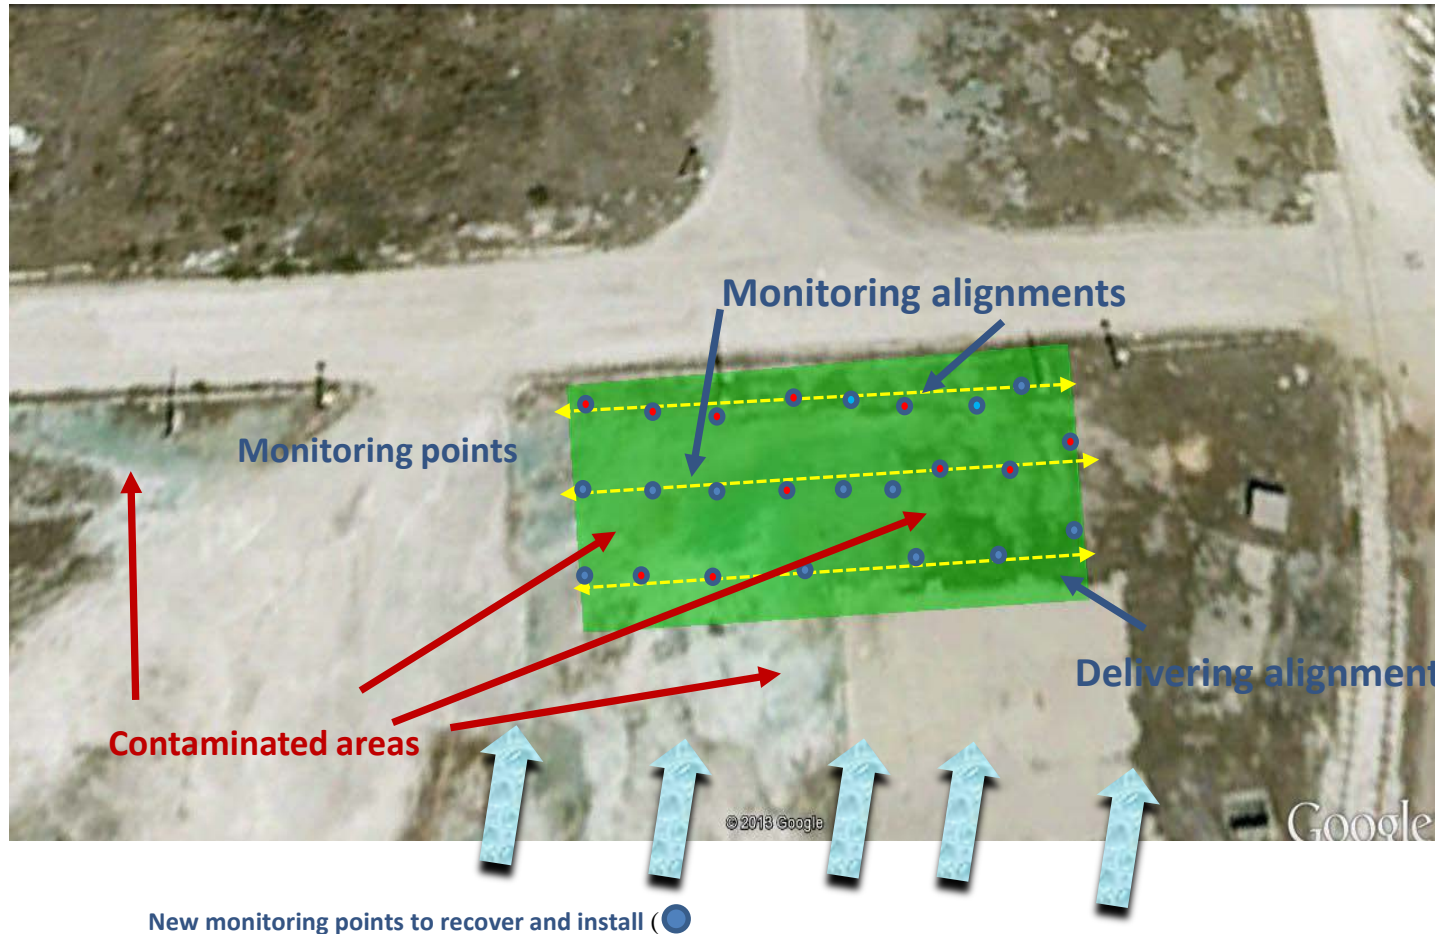 Monitoring alignments
Monitoring points
Delivering alignment
Contaminated areas
© 2013 Google
Google
New monitoring points to recover and install (